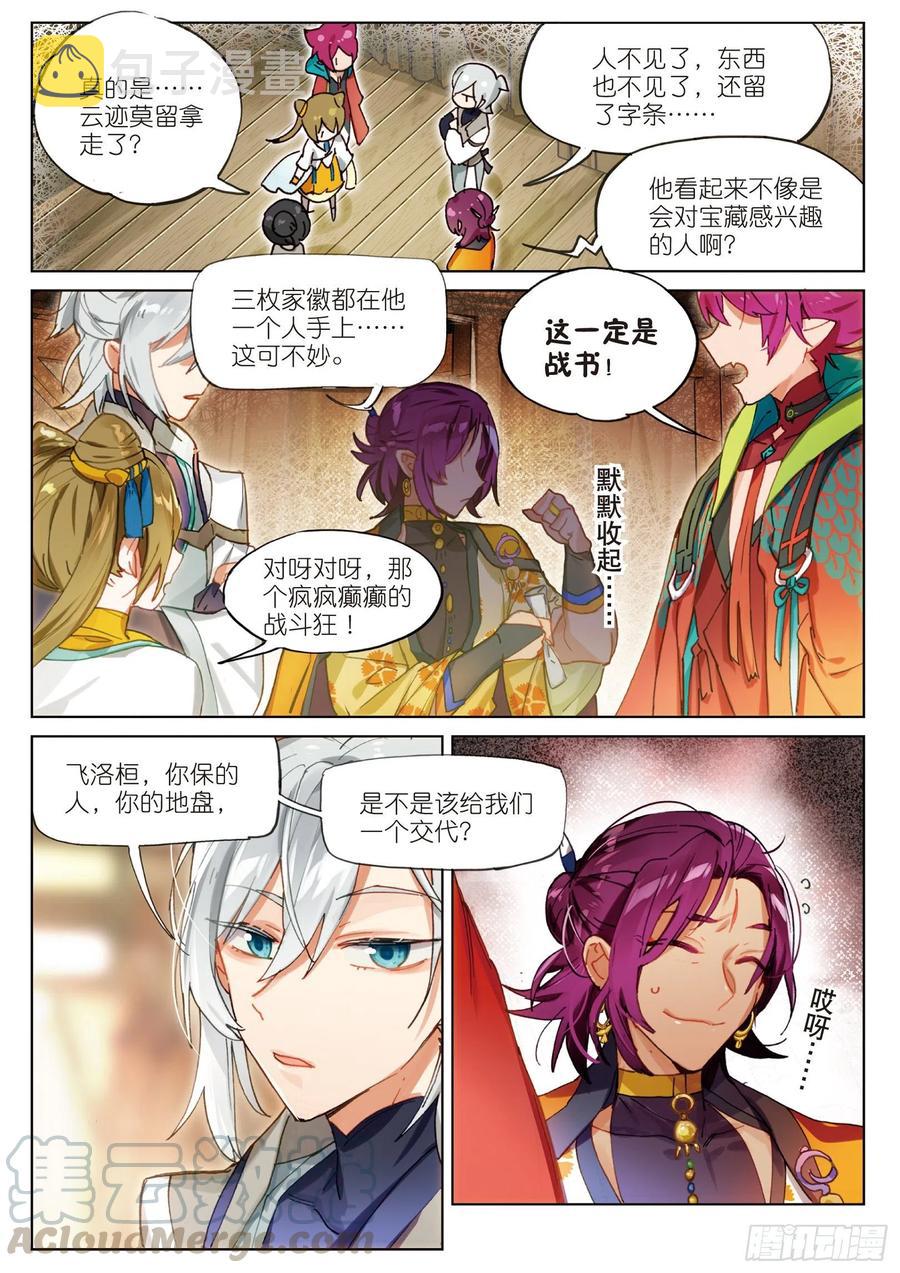 句子漫畫
真的是……
云迹莫留拿
走了？
人不见了，东西
也不见了，还留
了字条……
他看起来不像是
会对宝藏感兴趣
的人啊？
三枚家徽都在他
一个人手上……
这可不妙。
这一定是
战书！
默默收起……
对呀对呀，那
个疯疯癫癫的
战斗狂！
飞洛桓，你保的
人，你的地盘，
是不是该给我们
一个交代？
哎呀……
集云数据
AcloudMerge.com
腾讯动漫